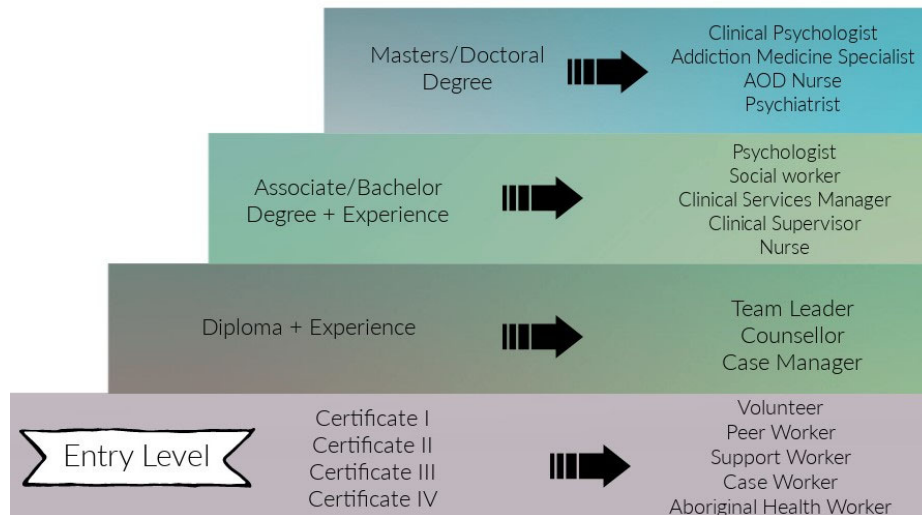 Masters/Doctoral
Degree
Clinical Psychologist
Addiction Medicine Specialist
AOD Nurse
Psychiatrist
Associate/Bachelor
Degree + Experience
Psychologist
Social worker
Clinical Services Manager
Clinical Supervisor
Nurse
Diploma + Experience
Team Leader
Counsellor
Case Manager
Entry Level
Certificate I
Certificate II
Certificate III
Certificate IV
Volunteer
Peer Worker
Support Worker
Case Worker
Aboriginal Health Worker